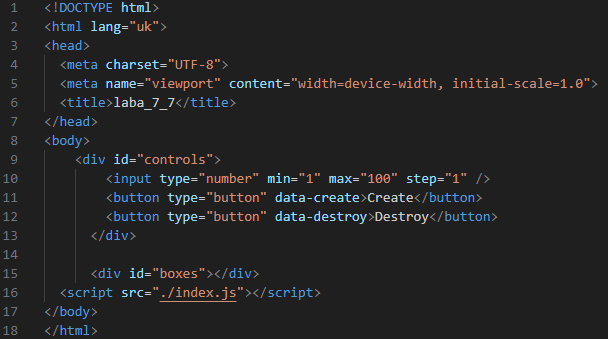 1 <!DOCTYPE html>
2 <html lang="uk">
3 <head>
4   <meta charset="UTF-8">
5   <meta name="viewport" content="width=device-width, initial-scale=1.0">
6   <title>laba_7_7</title>
7 </head>
8 <body>
9     <div id="controls">
10         <input type="number" min="1" max="100" step="1" />
11         <button type="button" data-create>Create</button>
12         <button type="button" data-destroy>Destroy</button>
13       </div>
14
15       <div id="boxes"></div>
16   <script src="./index.js"></script>
17 </body>
18 </html>